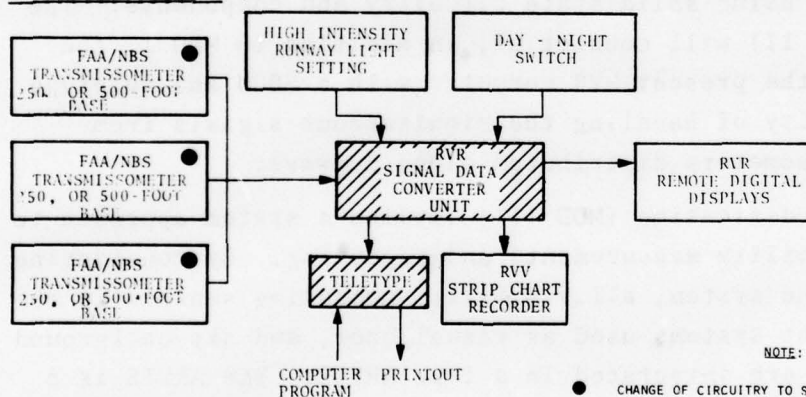 HIGH INTENSITY
RUNWAY LIGHT
SETTING
DAY - NIGHT
SWITCH
FAA/NBS
TRANSMISSOMETER
250, OR 500-FOOT
BASE
FAA/NBS
TRANSMISSOMETER
250, OR 500-FOOT
BASE
FAA/NBS
TRANSMISSOMETER
250, OR 500-FOOT
BASE
RVR
SIGNAL DATA
CONVERTER
UNIT
RVR
REMOTE DIGITAL
DISPLAYS
TELETYPE
RVV
STRIP CHART
RECORDER
COMPUTER PRINTOUT
PROGRAM
NOTE:
● CHANGE OF CIRCUITRY TO S